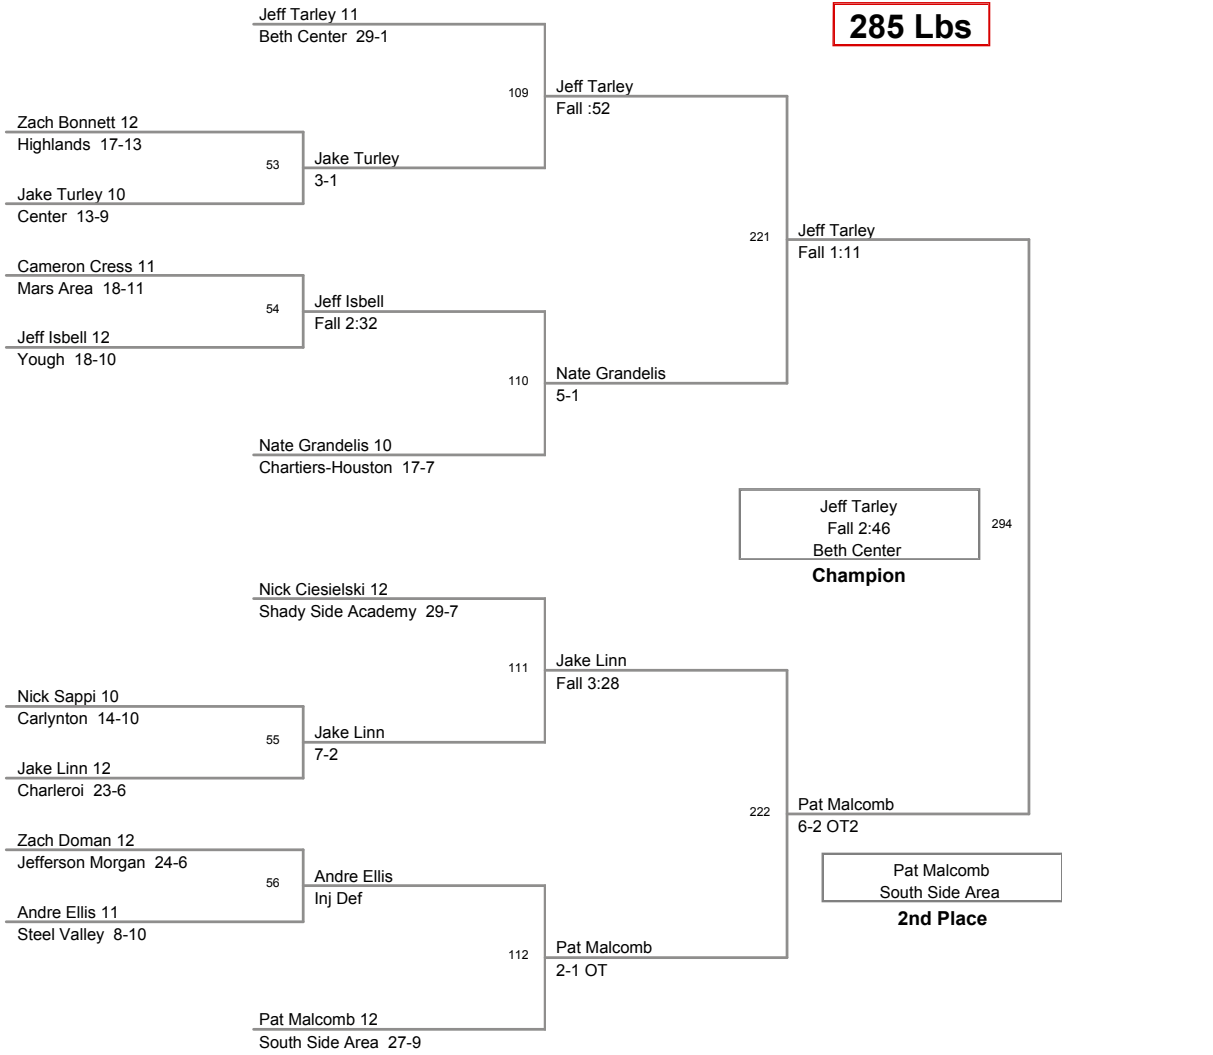 285 Lbs
Jeff Tarley 11
Beth Center 29-1
109
Jeff Tarley
Fall :52
Zach Bonnett 12
Highlands 17-13
53
Jake Turley
3-1
Jake Turley 10
Center 13-9
221
Jeff Tarley
Fall 1:11
Cameron Cress 11
Mars Area 18-11
54
Jeff Isbell
Fall 2:32
Jeff Isbell 12
Yough 18-10
110
Nate Grandelis
5-1
Nate Grandelis 10
Chartiers-Houston 17-7
Jeff Tarley
Fall 2:46
Beth Center
294
Champion
Nick Ciesielski 12
Shady Side Academy 29-7
111
Jake Linn
Fall 3:28
Nick Sappi 10
Carlynton 14-10
55
Jake Linn
7-2
Jake Linn 12
Charleroi 23-6
222
Pat Malcomb
6-2 OT2
Zach Doman 12
Jefferson Morgan 24-6
56
Andre Ellis
Inj Def
Andre Ellis 11
Steel Valley 8-10
Pat Malcomb
South Side Area
2nd Place
112
Pat Malcomb
2-1 OT
Pat Malcomb 12
South Side Area 27-9